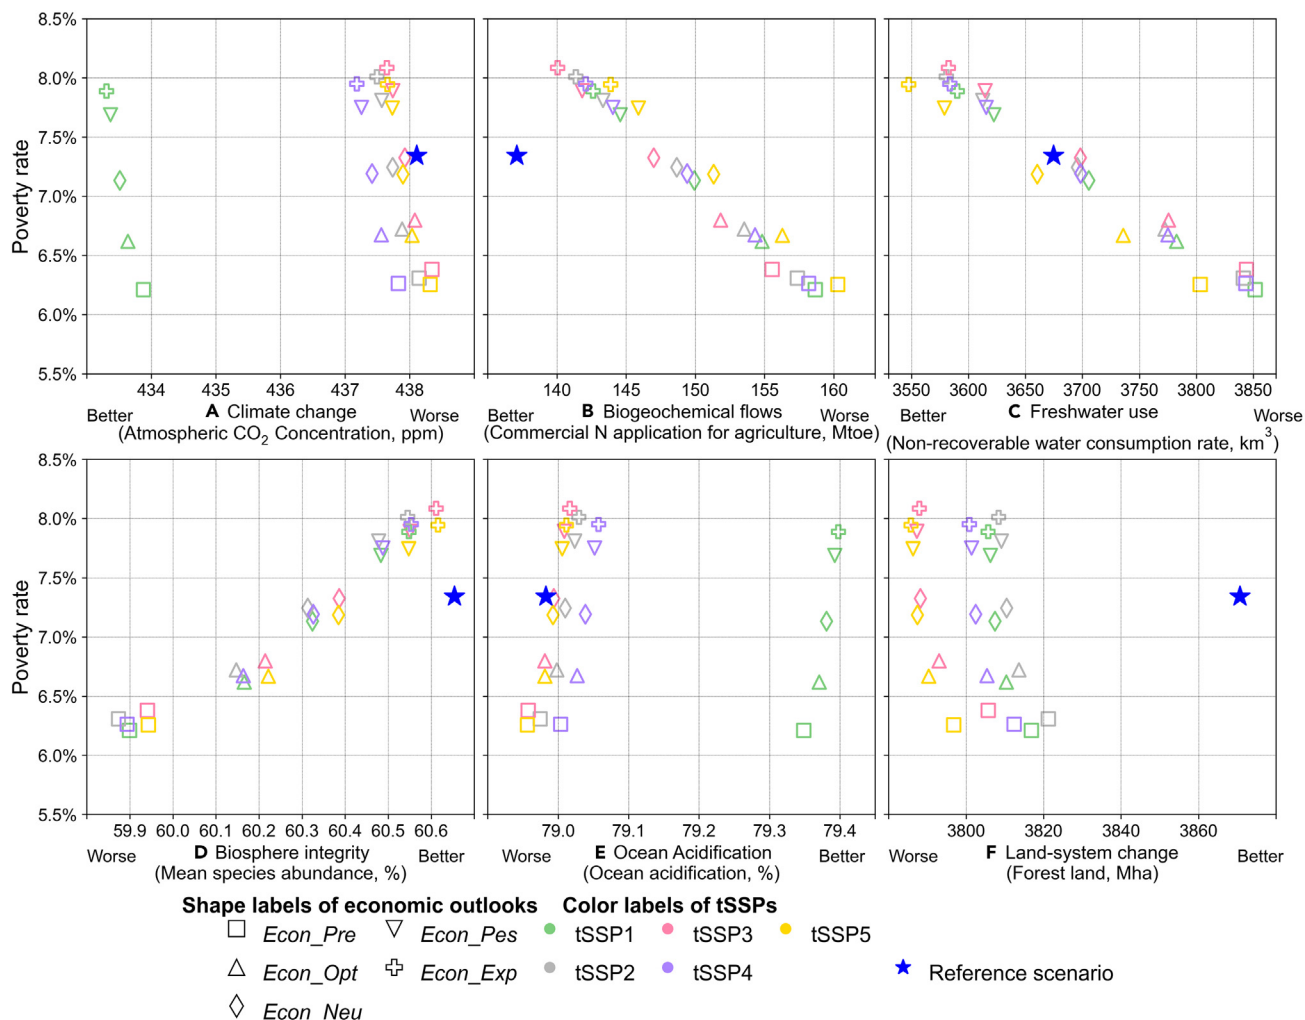 8.5%
8.0%
7.5%
7.0%
6.5%
6.0%
5.5%
Poverty rate
434 435 436 437 438
Better A Climate change Worse
(Atmospheric CO2 Concentration, ppm)
140 145 150 155 160
Better B Biogeochemical flows Worse
(Commercial N application for agriculture, Mtoe)
3550 3600 3650 3700 3750 3800 3850
Better C Freshwater use Worse
(Non-recoverable water consumption rate, km3)
8.5%
8.0%
7.5%
7.0%
6.5%
6.0%
5.5%
Poverty rate
59.9 60.0 60.1 60.2 60.3 60.4 60.5 60.6
Worse D Biosphere integrity Better
(Mean species abundance, %)
79.0 79.1 79.2 79.3 79.4
Worse E Ocean Acidification Better
(Ocean acidification, %)
3800 3820 3840 3860
Worse F Land-system change Better
(Forest land, Mha)
Shape labels of economic outlooks Color labels of tSSPs
Econ_Pre Econ_Pes tSSP1 tSSP3 tSSP5
Econ_Opt Econ_Exp tSSP2 tSSP4 Reference scenario
Econ_Neu